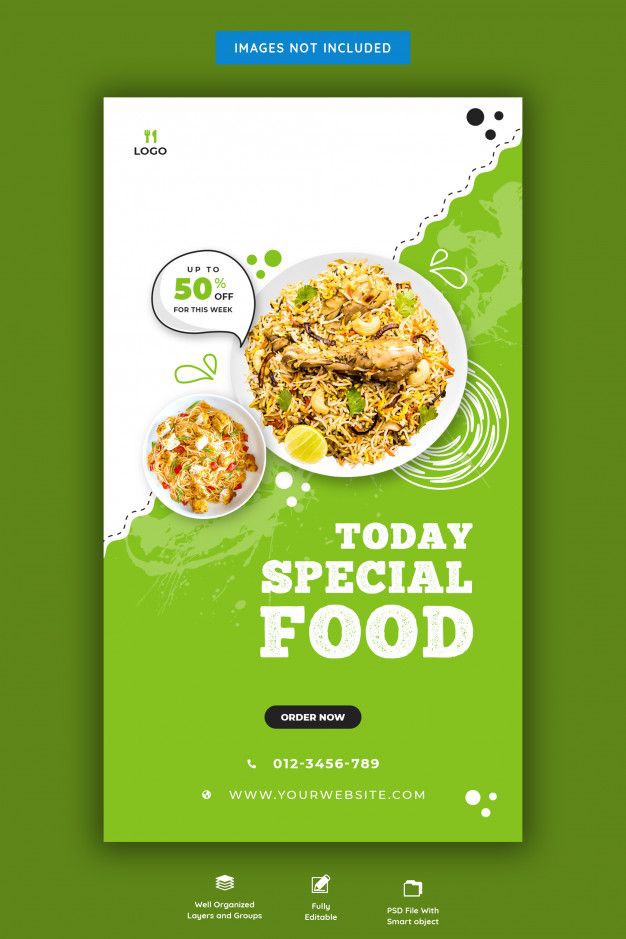 IMAGES NOT INCLUDED
LOGO
UP TO
50% OFF
FOR THIS WEEK
TODAY
SPECIAL
FOOD
ORDER NOW
012-3456-789
WWW.YOURWEBSITE.COM
Well Organized
Layers and Groups
Fully
Editable
PSD File With
Smart object